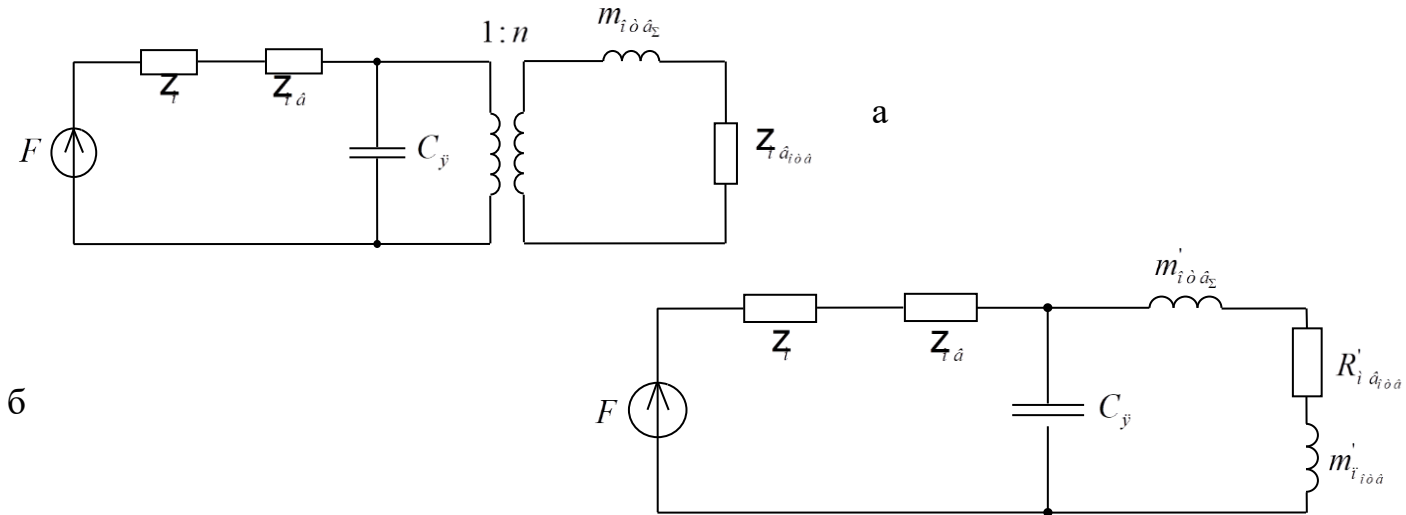 1 : n
m î ò â Σ
F
Z ì
Z ì â
C ÿ
Z ì â î ò â
а
б
F
Z ì
Z ì â
C ÿ
m' î ò â Σ
R' ì â î ò â
m' ï î ò â